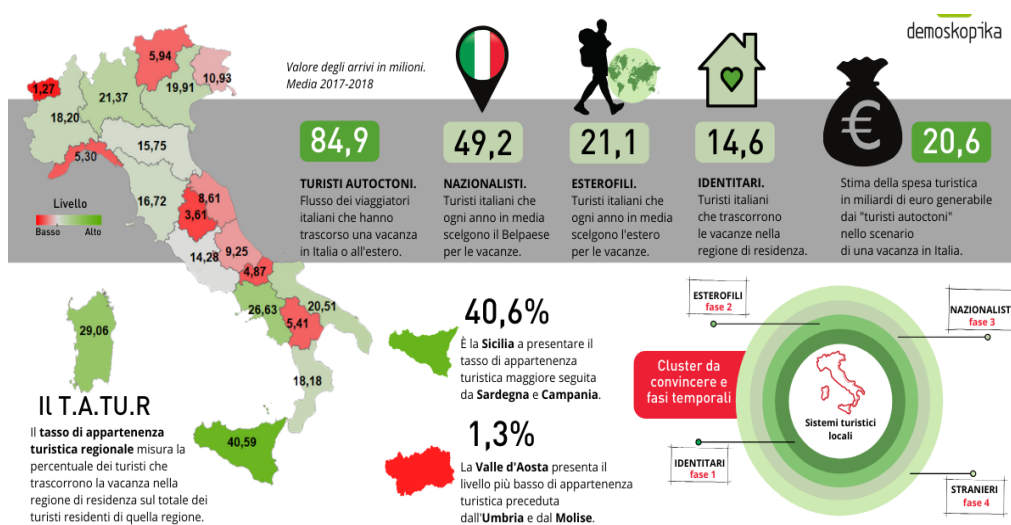 demoskopika
Valore degli arrivi in milioni.
Media 2017-2018
84,9
TURISTI AUTOCTONI.
Flusso dei viaggiatori
italiani che hanno
trascorso una vacanza
in Italia o all'estero.
49,2
NAZIONALISTI.
Turisti italiani che
ogni anno in media
scelgono il Belpaese
per le vacanze.
21,1
ESTEROFILI.
Turisti italiani che
ogni anno in media
scelgono l'estero
per le vacanze.
14,6
IDENTITARI.
Turisti italiani
che trascorrono
le vacanze nella
regione di residenza.
€
20,6
Stima della spesa turistica
in miliardi di euro generabile
dai "turisti autoctoni"
nello scenario
di una vacanza in Italia.
5,94
10,93
1,27
19,91
21,37
18,20
15,75
5,30
16,72
8,61
3,61
9,25
14,28
4,87
26,63
20,51
5,41
18,18
29,06
40,59
Livello
Basso
Alto
Il T.A.TU.R
Il tasso di appartenenza
turistica regionale misura la
percentuale dei turisti che
trascorrono la vacanza nella
regione di residenza sul totale dei
turisti residenti di quella regione.
40,6%
È la Sicilia a presentare il
tasso di appartenenza
turistica maggiore seguita
da Sardegna e Campania.
1,3%
La Valle d'Aosta presenta il
livello più basso di appartenenza
turistica preceduta
dall'Umbria e dal Molise.
ESTEROFILI
fase 2
NAZIONALIST
fase 3
Cluster da
convincere e
fasi temporali
Sistemi turistici
locali
IDENTITARI
fase 1
STRANIERI
fase 4